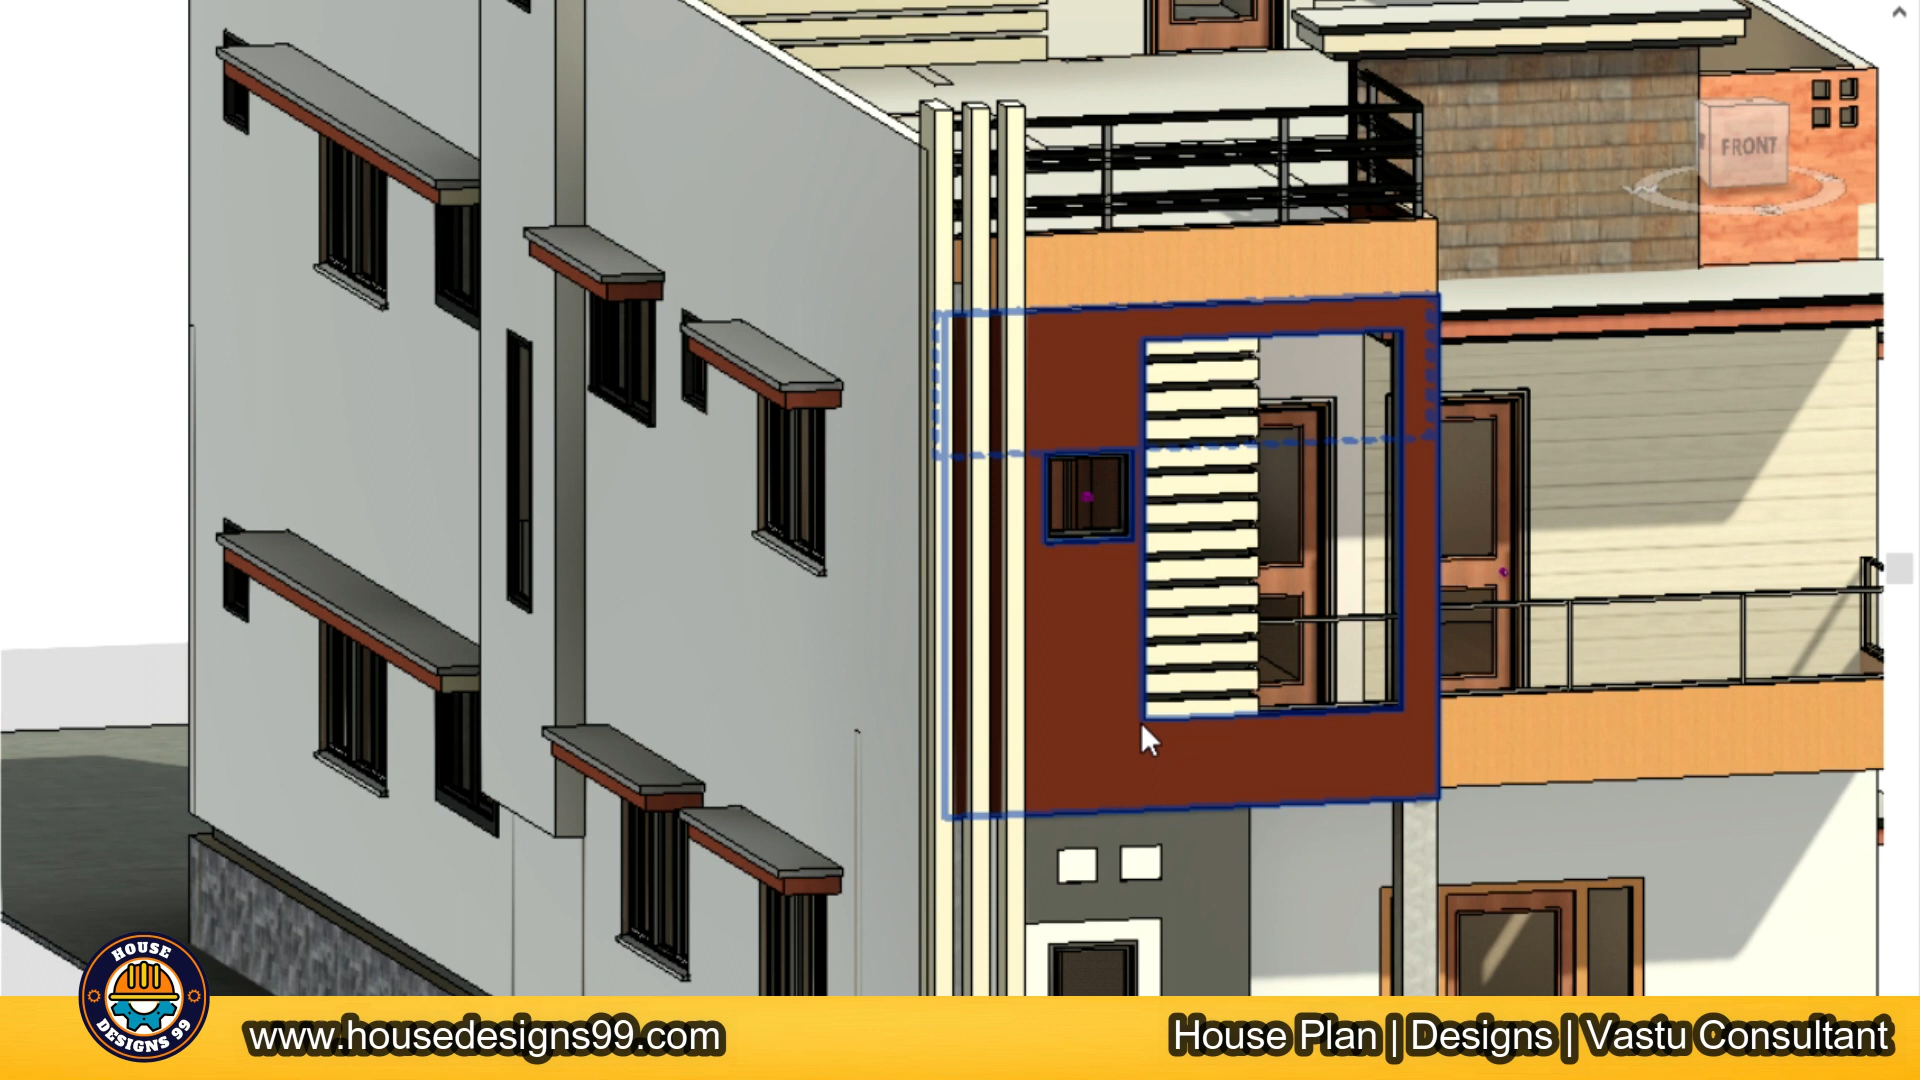 FRONT
HOUSE
DESIGNS 99
www.housedesigns99.com
House Plan | Designs | Vastu Consultant